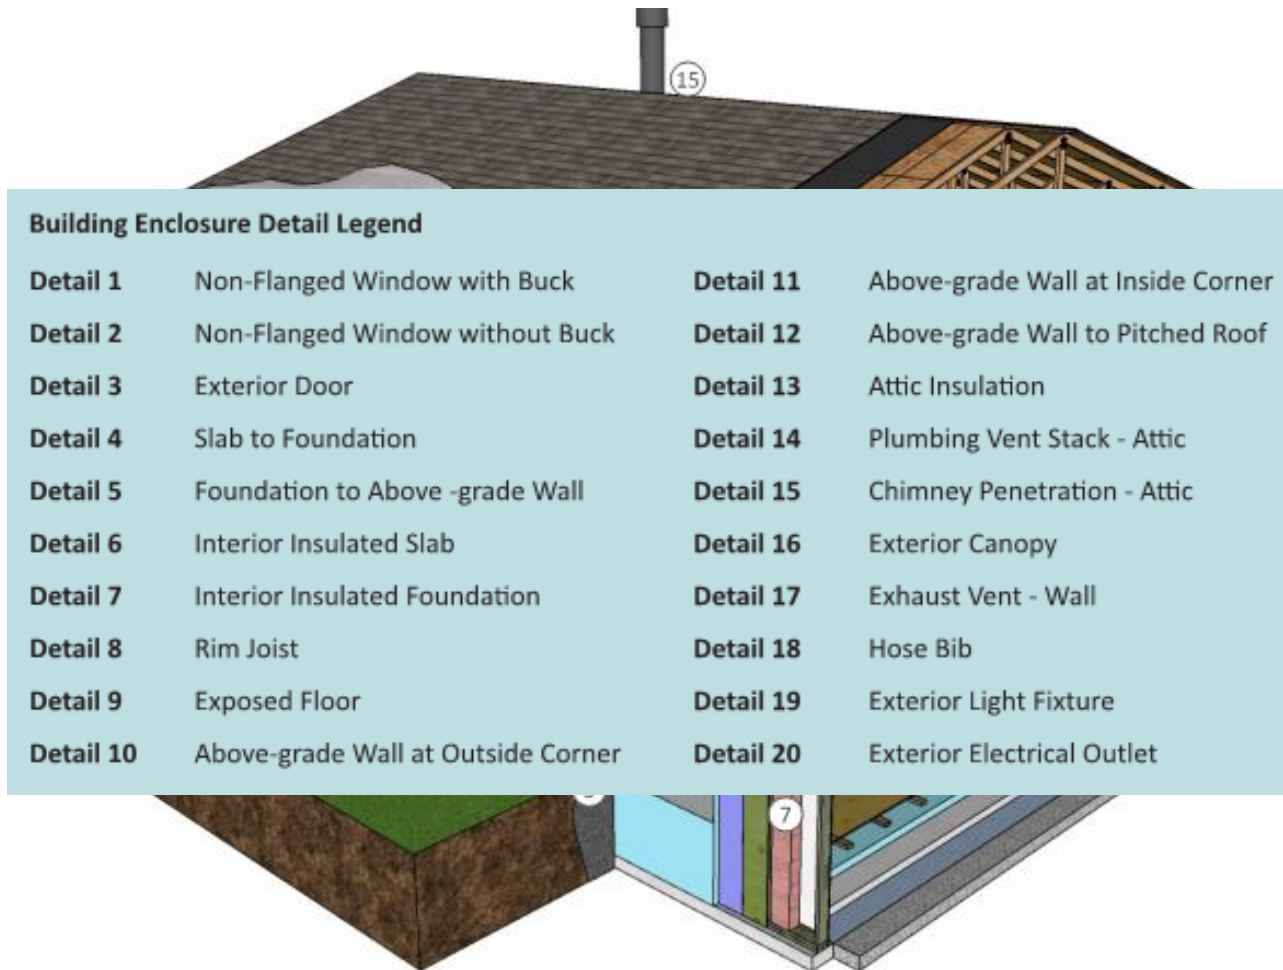 15
Building Enclosure Detail Legend
Detail 1 Non-Flanged Window with Buck
Detail 2 Non-Flanged Window without Buck
Detail 3 Exterior Door
Detail 4 Slab to Foundation
Detail 5 Foundation to Above -grade Wall
Detail 6 Interior Insulated Slab
Detail 7 Interior Insulated Foundation
Detail 8 Rim Joist
Detail 9 Exposed Floor
Detail 10 Above-grade Wall at Outside Corner
Detail 11 Above-grade Wall at Inside Corner
Detail 12 Above-grade Wall to Pitched Roof
Detail 13 Attic Insulation
Detail 14 Plumbing Vent Stack - Attic
Detail 15 Chimney Penetration - Attic
Detail 16 Exterior Canopy
Detail 17 Exhaust Vent - Wall
Detail 18 Hose Bib
Detail 19 Exterior Light Fixture
Detail 20 Exterior Electrical Outlet
7